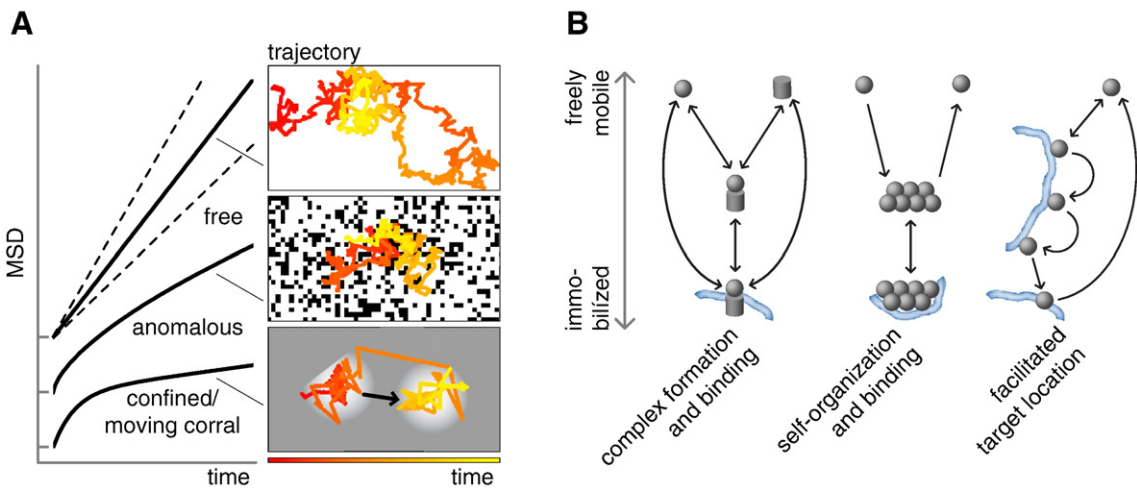 A
trajectory
MSD
free
anomalous
confined/
moving corral
time
time
B
freely
mobile
immo-
bilized
complex formation
and binding
self-organization
and binding
facilitated
target location